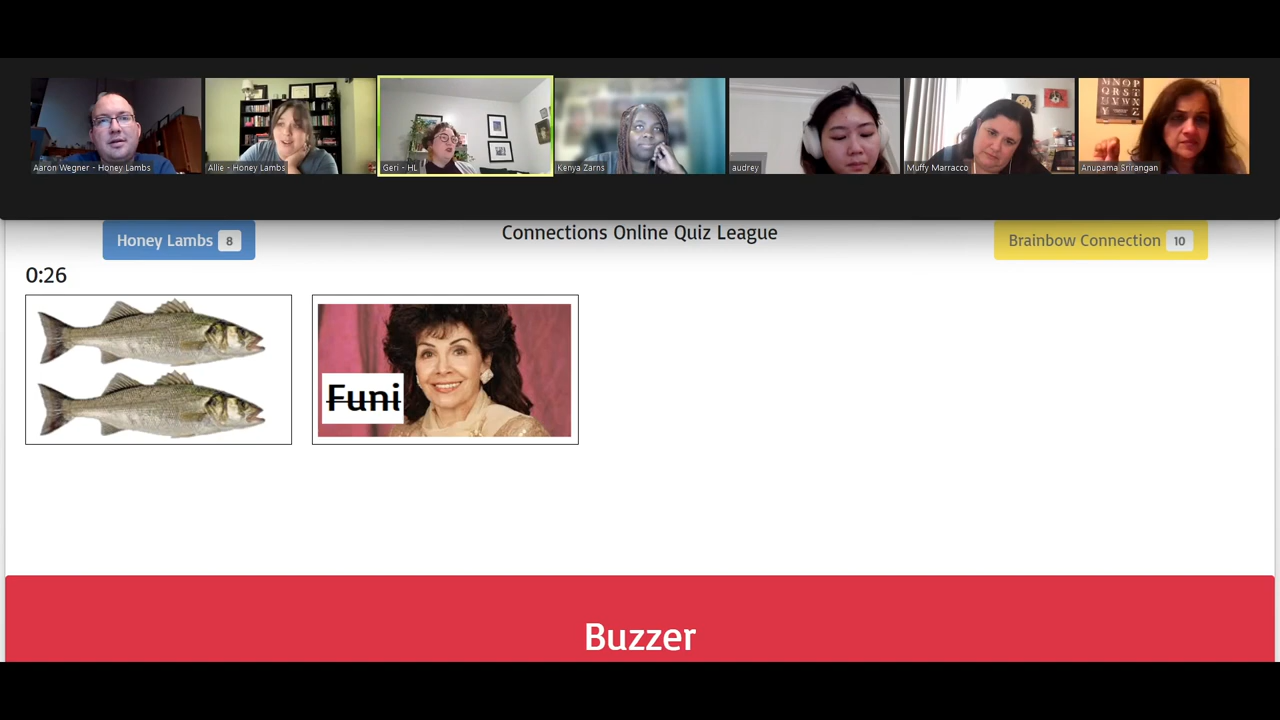 Aaron Wegner - Honey Lambs
Allie - Honey Lambs
Geri - HL
Kenya Zarns
audrey
Muffy Marracco
Anupama Srirangan
Honey Lambs 8
Connections Online Quiz League
Brainbow Connection 10
0:26
Funi
Buzzer